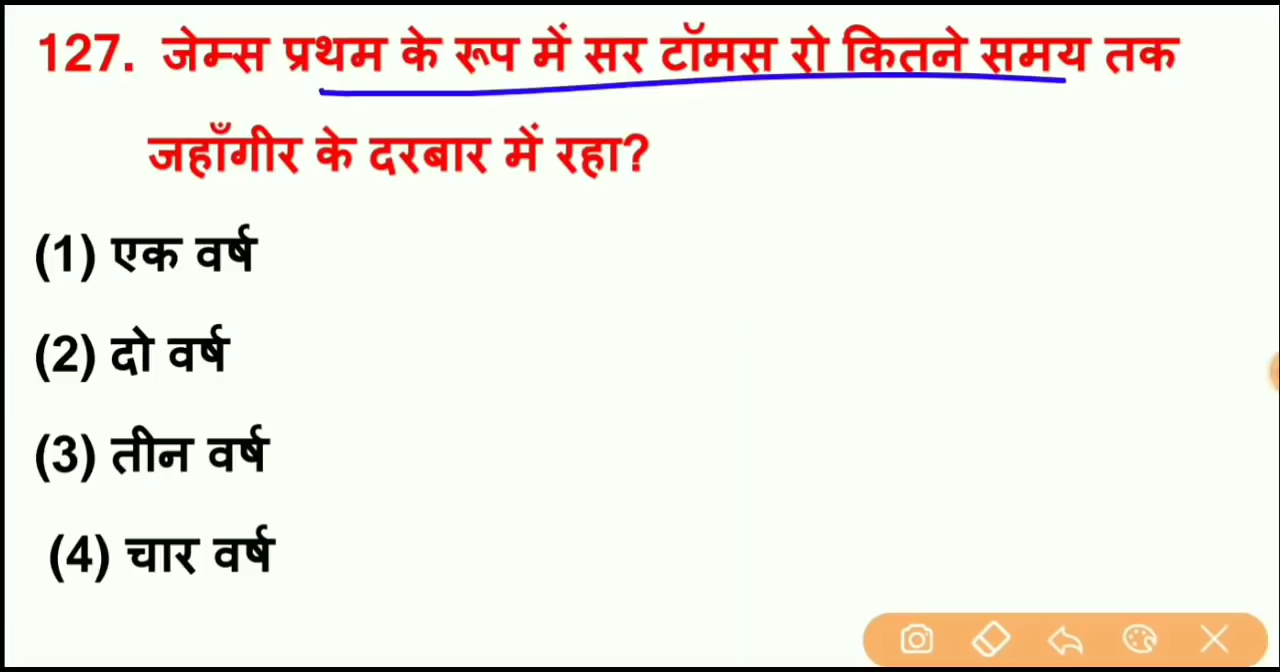 127. जेम्स प्रथम के रूप में सर टॉमस रो कितने समय तक
जहाँगीर के दरबार में रहा?
(1) एक वर्ष
(2) दो वर्ष
(3) तीन वर्ष
(4) चार वर्ष